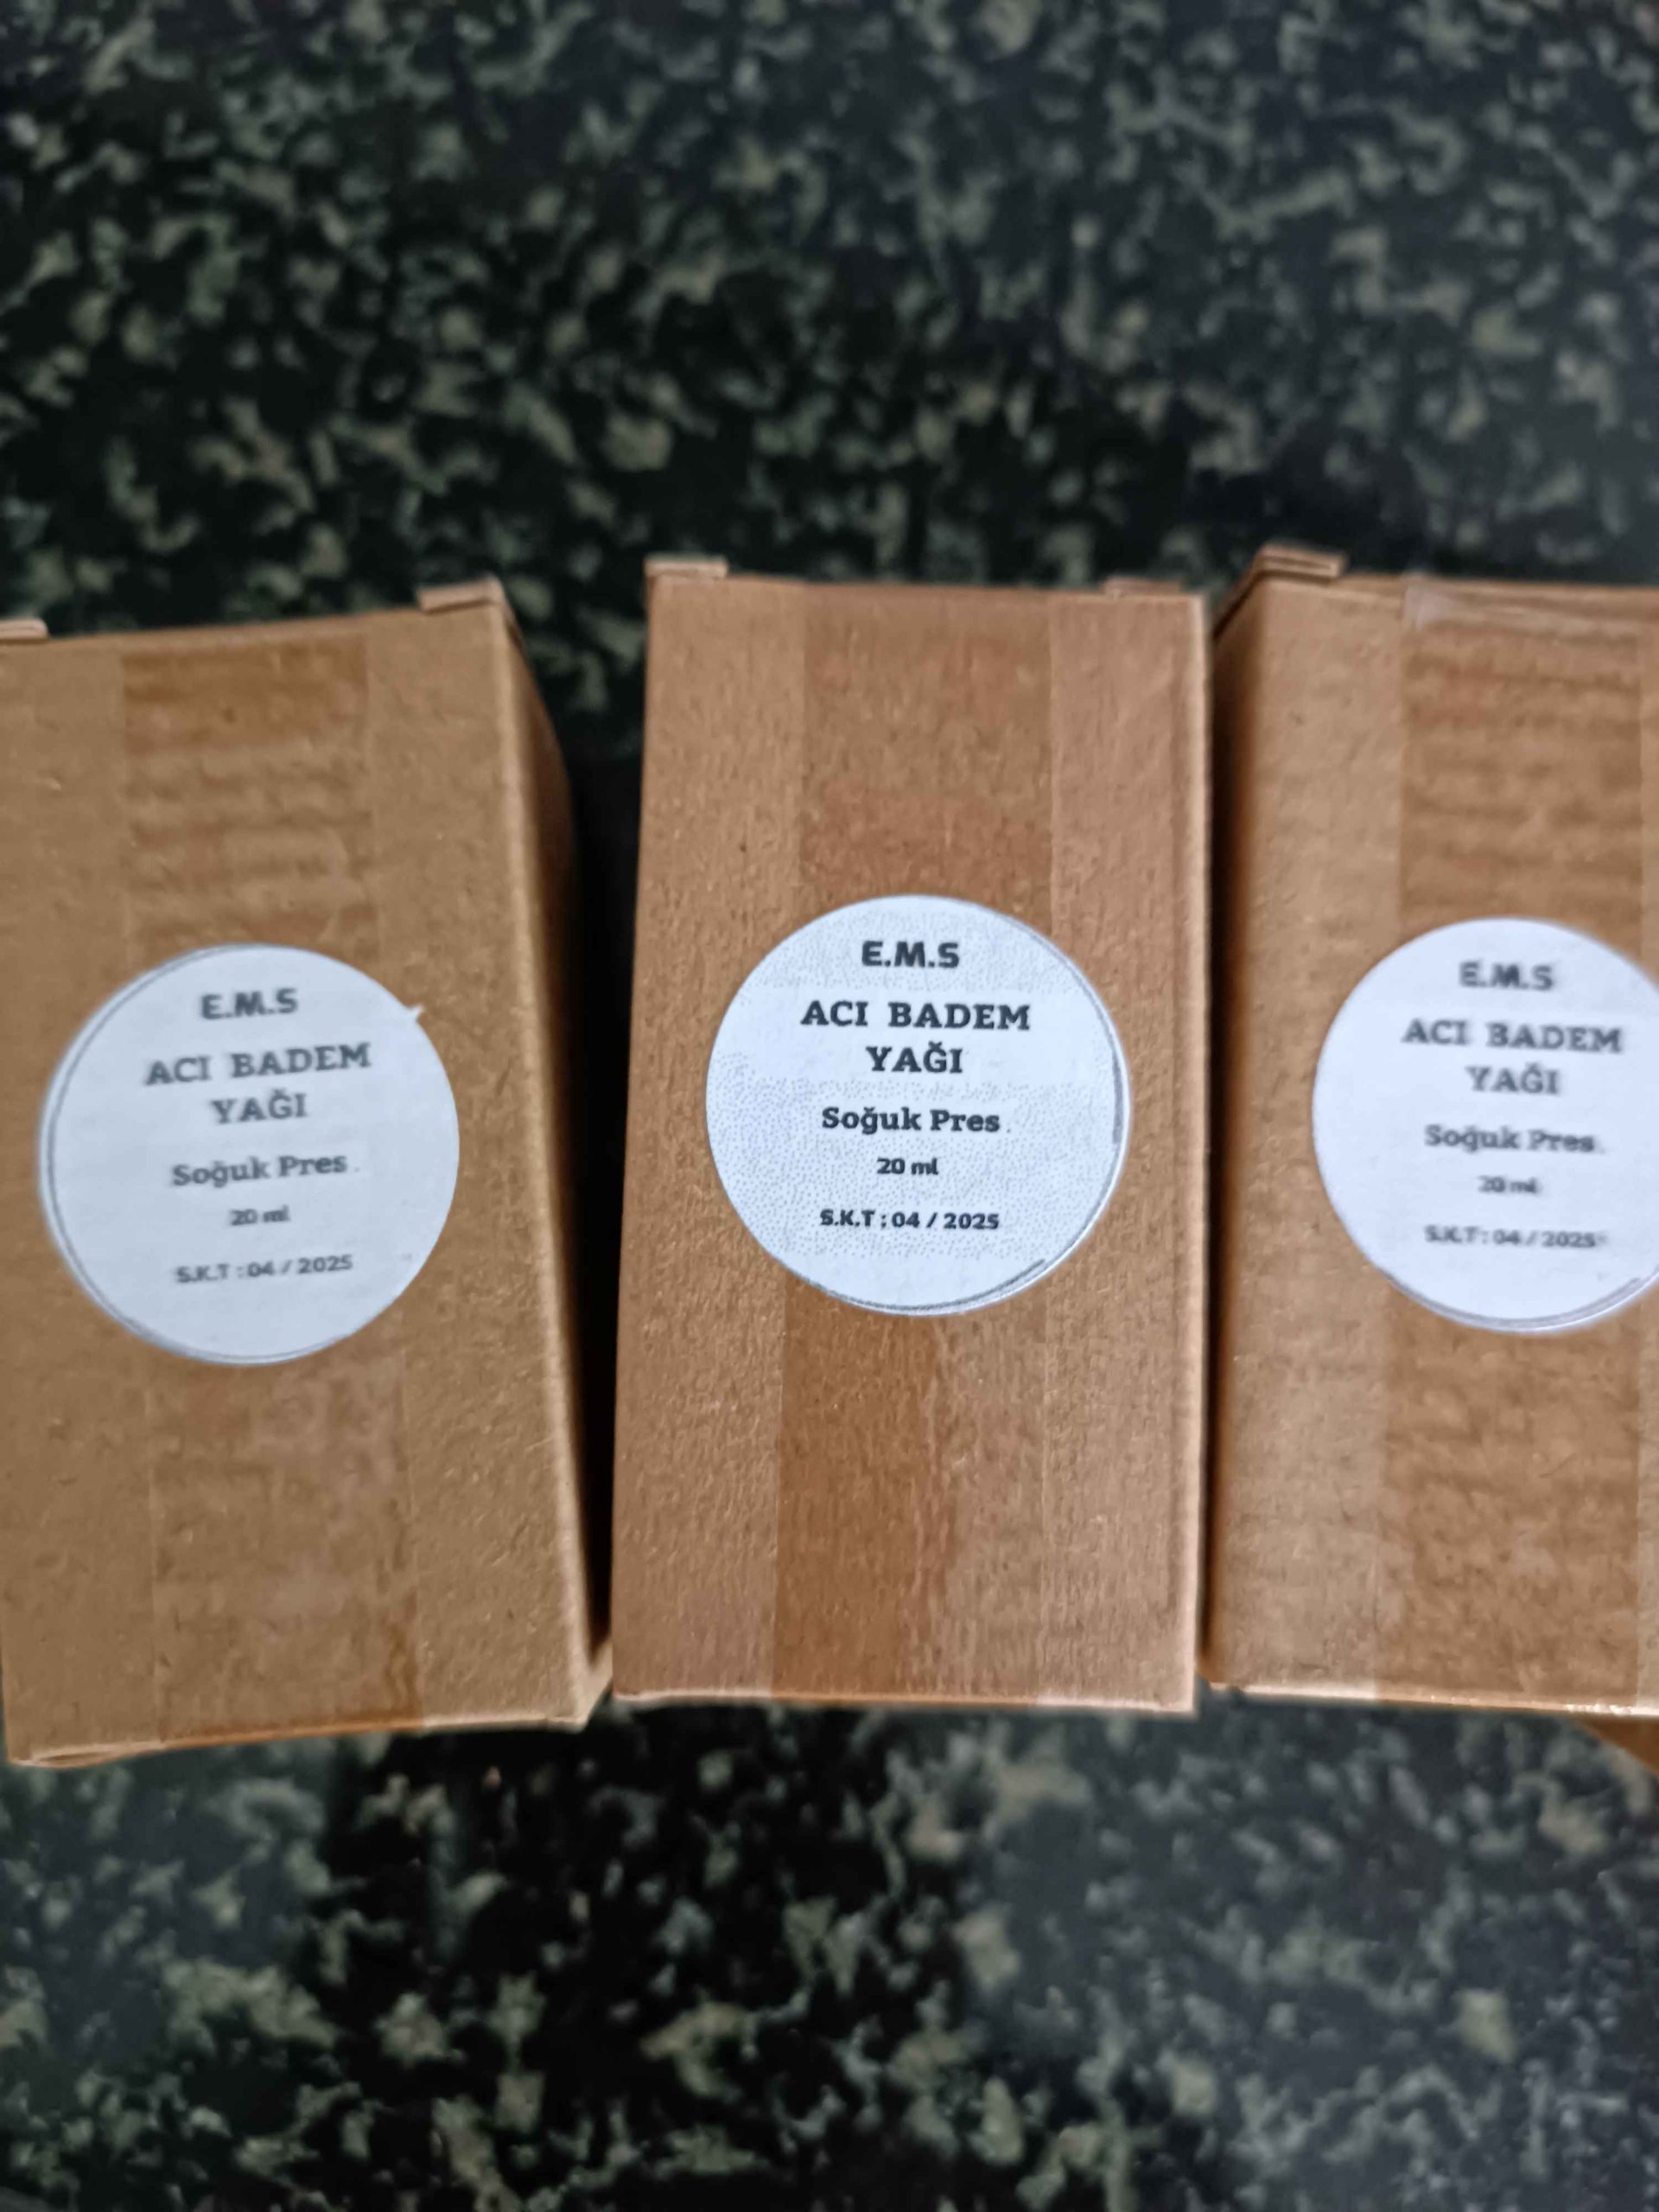 E.M.S
ACI BADEM
YAĞI
Soğuk Pres.
20 ml
S.K.T : 04 / 2025
E.M.S
ACI BADEM
YAĞI
Soğuk Pres.
20 ml
S.K.T : 04 / 2025
E.M.S
ACI BADEM
YAĞI
Soğuk Pres.
20 ml
S.K.T : 04 / 2025